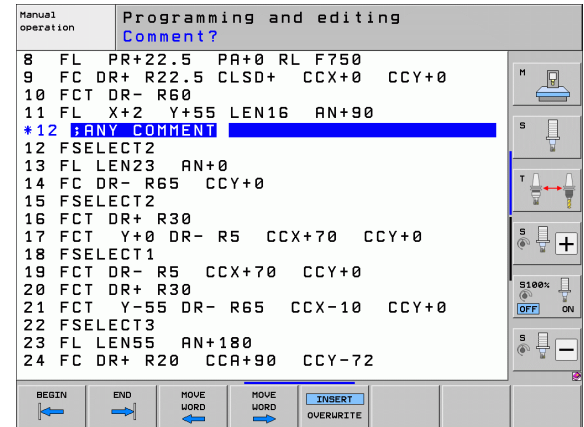 Manual
operation
Programming and editing
Comment?
8 FL PR+22.5 PA+0 RL F750
9 FC DR+ R22.5 CLSD+ CCX+0 CCY+0
10 FCT DR- R60
11 FL X+2 Y+55 LEN16 AN+90
*12 ;ANY COMMENT
12 FSELECT2
13 FL LEN23 AN+0
14 FC DR- R65 CCY+0
15 FSELECT2
16 FCT DR+ R30
17 FCT Y+0 DR- R5 CCX+70 CCY+0
18 FSELECT1
19 FCT DR- R5 CCX+70 CCY+0
20 FCT DR+ R30
21 FCT Y-55 DR- R65 CCX-10 CCY+0
22 FSELECT3
23 FL LEN55 AN+180
24 FC DR+ R20 CCA+90 CCY-72
M
S
T
S
+
S100%
OFF ON
S
-
BEGIN
END
MOVE
WORD
MOVE
WORD
INSERT
OVERWRITE